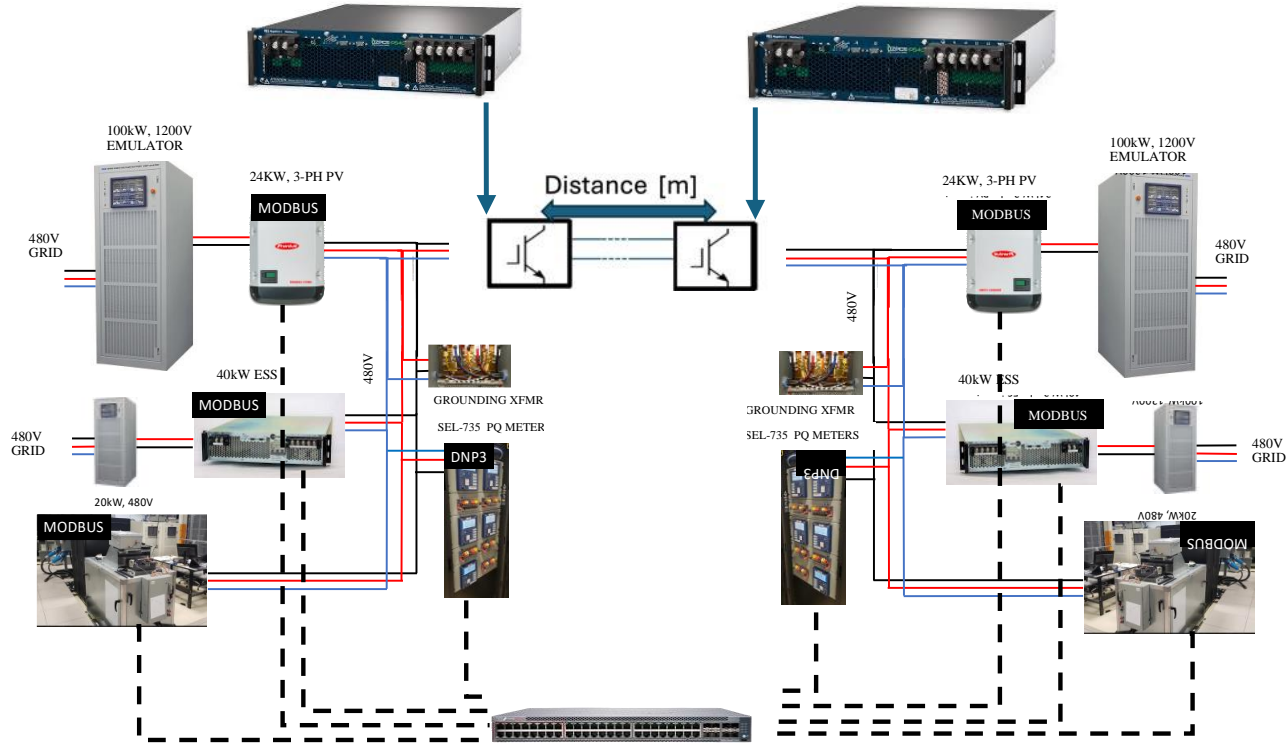 100kW, 1200V
EMULATOR
24KW, 3-PH PV
MODBUS
480V
GRID
Distance [m]
480V
40kW ESS
MODBUS
GROUNDING XFMR
SEL-735 PQ METER
DNP3
480V
GRID
20kW, 480V
MODBUS
100kW, 1200V
EMULATOR
24KW, 3-PH PV
MODBUS
480V
GRID
480V
40kW ESS
MODBUS
100kW, 1200V
GROUNDING XFMR
SEL-735 PQ METERS
DNP3
480V
GRID
20kW, 480V
MODBUS